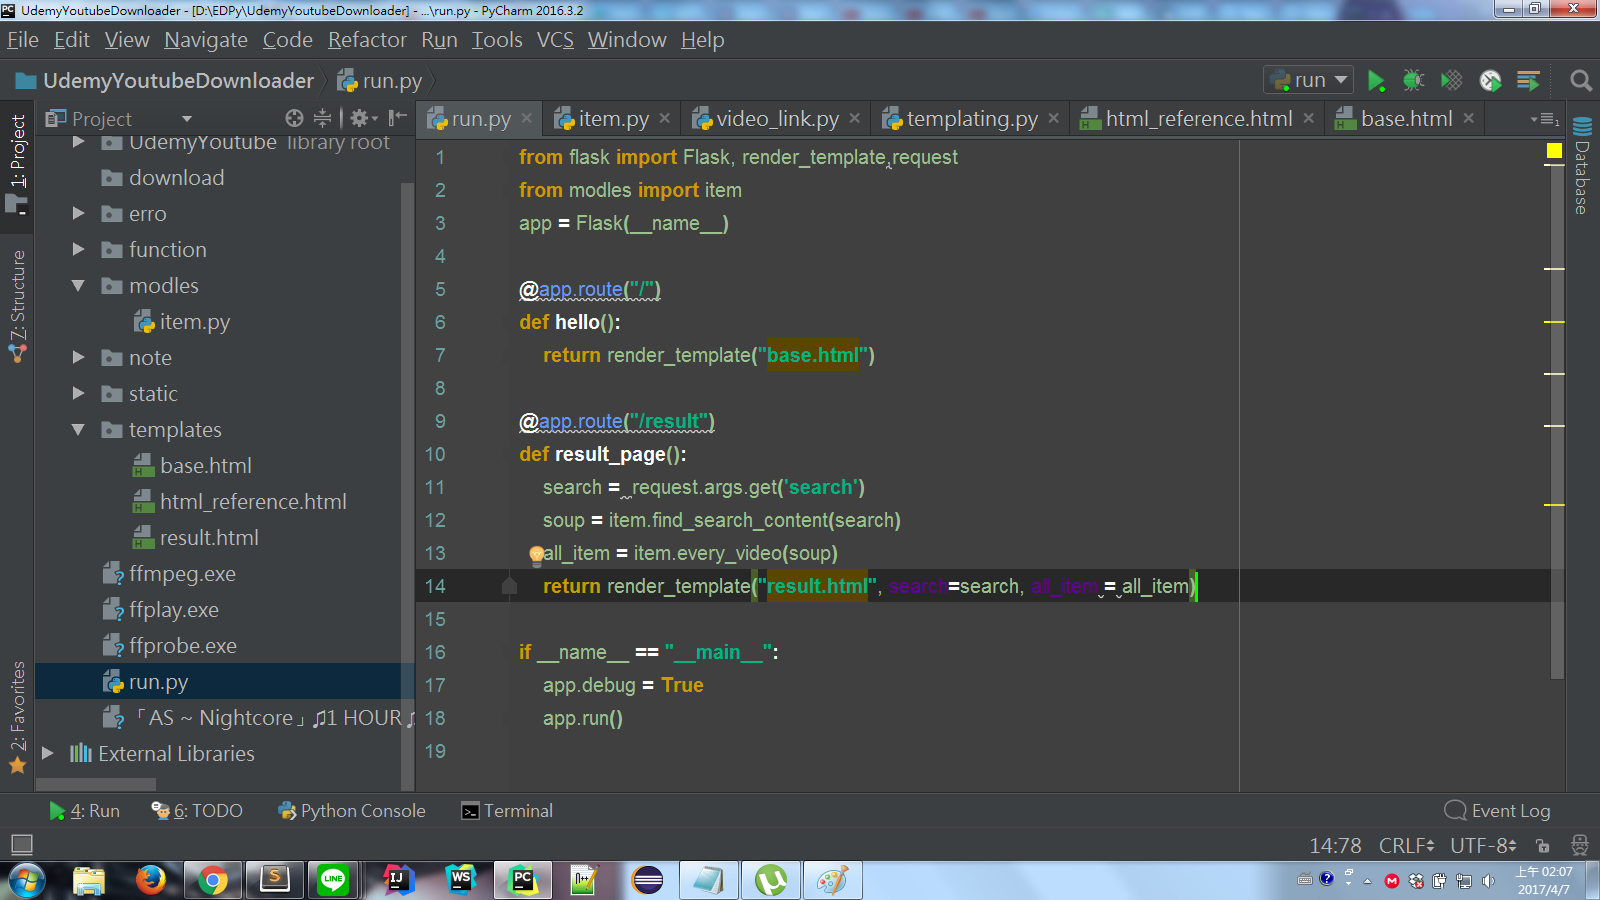 UdemyYoutubeDownloader - [D:\EDPy\UdemyYoutubeDownloader] - ...\run.py - PyCharm 2016.3.2
File Edit View Navigate Code Refactor Run Tools VCS Window Help
UdemyYoutubeDownloader run.py run
Project
run.py item.py video_link.py templating.py html_reference.html base.html
1: Project
Z: Structure
2: Favorites
UdemyYoutube library root
download
erro
function
modles
item.py
note
static
templates
base.html
html_reference.html
result.html
ffmpeg.exe
ffplay.exe
ffprobe.exe
run.py
「AS ~ Nightcore」♫1 HOUR
External Libraries
1 from flask import Flask, render_template,request
2 from modles import item
3 app = Flask(__name__)
4
5 @app.route("/")
6 def hello():
7 return render_template("base.html")
8
9 @app.route("/result")
10 def result_page():
11 search = request.args.get('search')
12 soup = item.find_search_content(search)
13 all_item = item.every_video(soup)
14 return render_template("result.html", search=search, all_item = all_item)
15
16 if __name__ == "__main__":
17 app.debug = True
18 app.run()
19
Database
4: Run 6: TODO Python Console Terminal Event Log
14:78 CRLF UTF-8
上午 02:07
2017/4/7